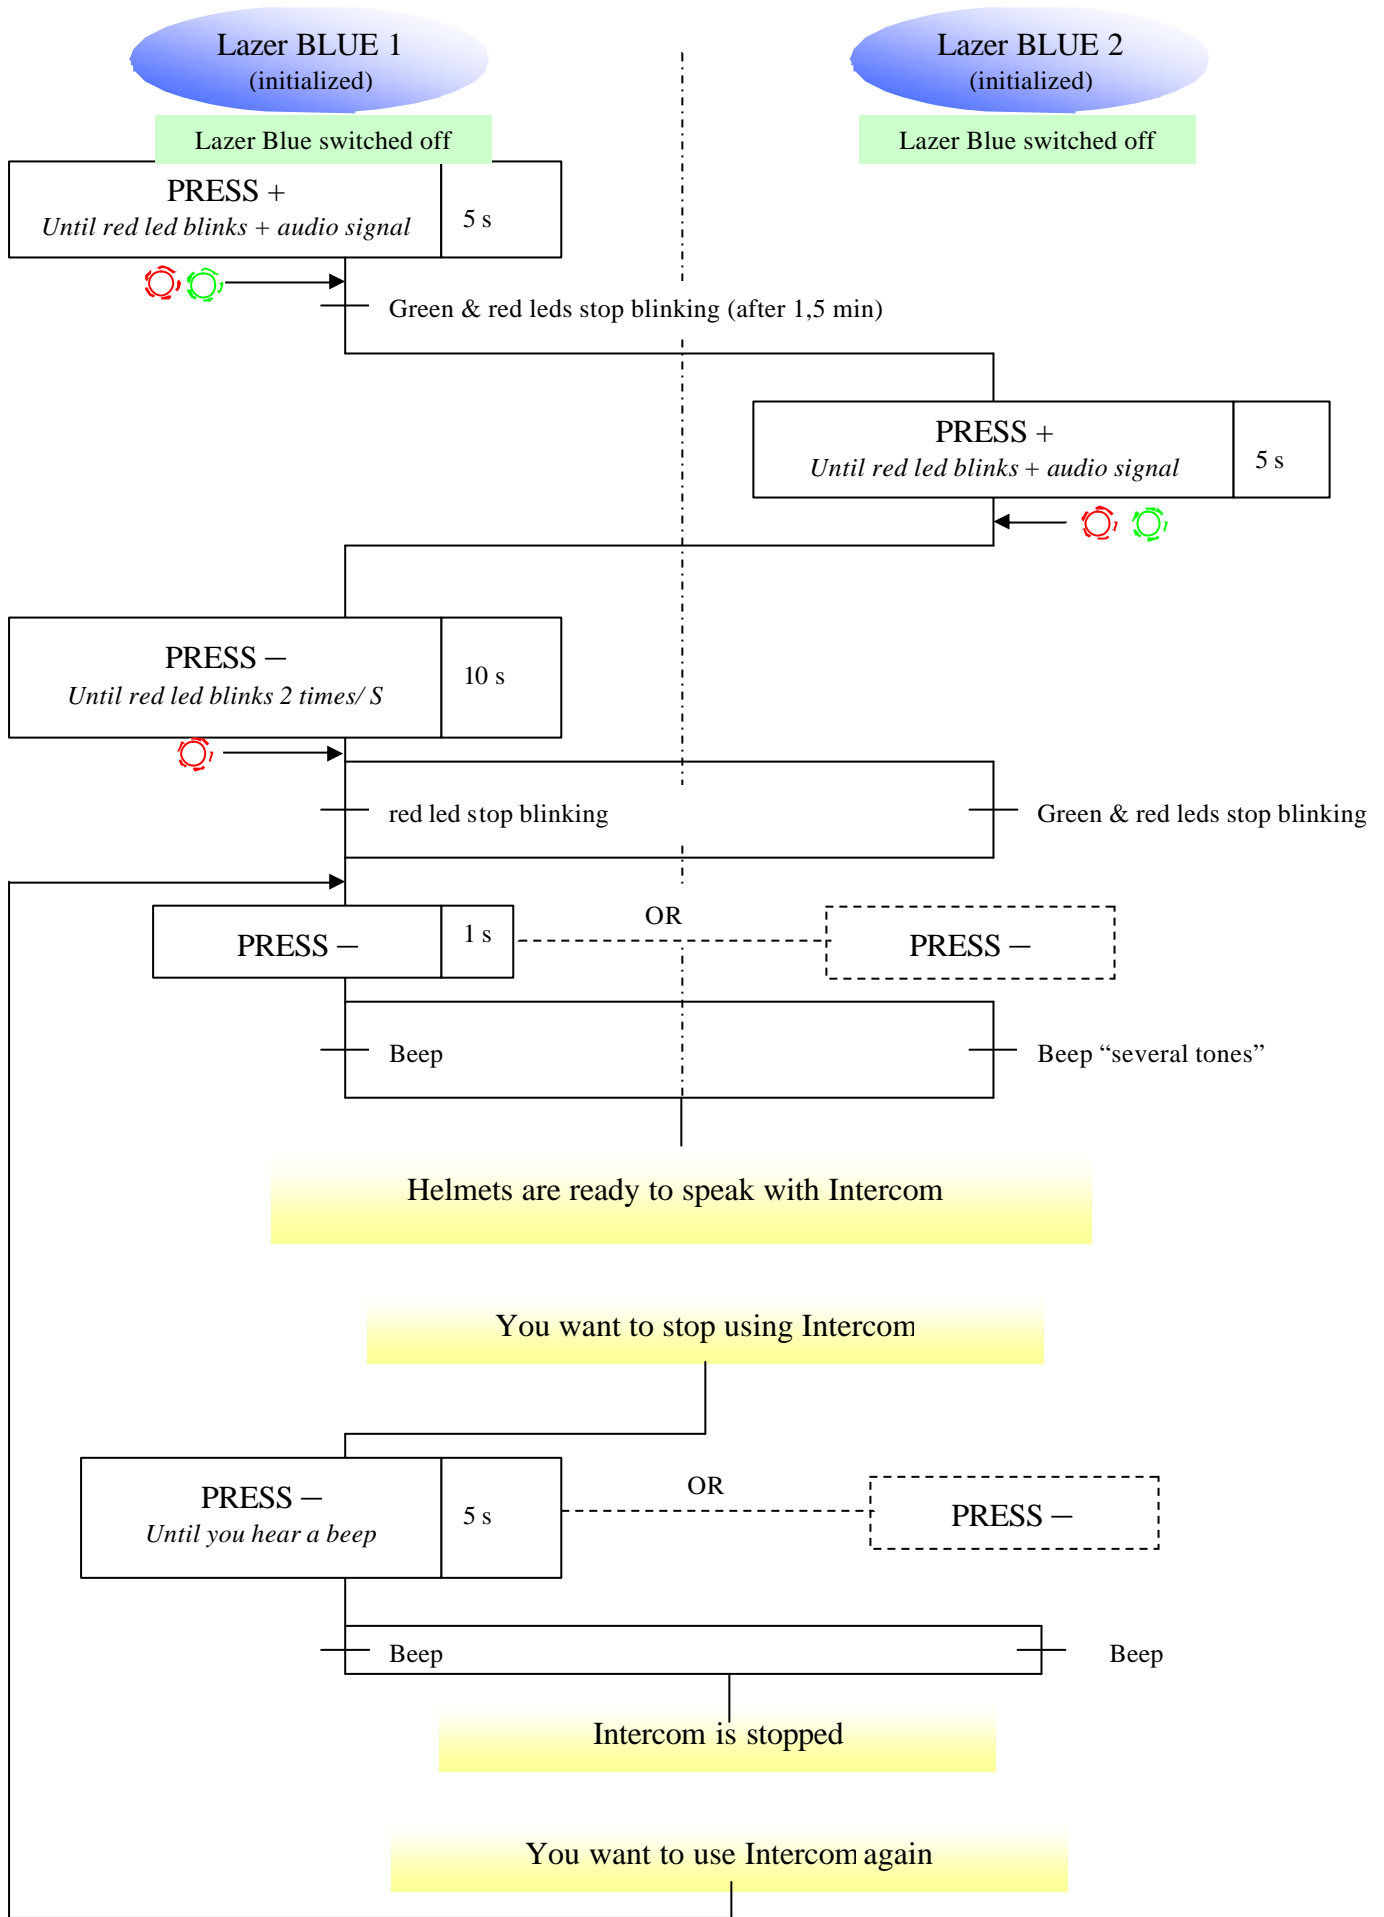 Lazer BLUE 1
(initialized)
Lazer BLUE 2
(initialized)
Lazer Blue switched off
Lazer Blue switched off
PRESS +
Until red led blinks + audio signal
5 s
Green & red leds stop blinking (after 1,5 min)
PRESS +
Until red led blinks + audio signal
5 s
PRESS –
Until red led blinks 2 times/ S
10 s
red led stop blinking
Green & red leds stop blinking
PRESS –
1 s
OR
PRESS –
Beep
Beep “several tones”
Helmets are ready to speak with Intercom
You want to stop using Intercom
PRESS –
Until you hear a beep
5 s
OR
PRESS –
Beep
Beep
Intercom is stopped
You want to use Intercom again